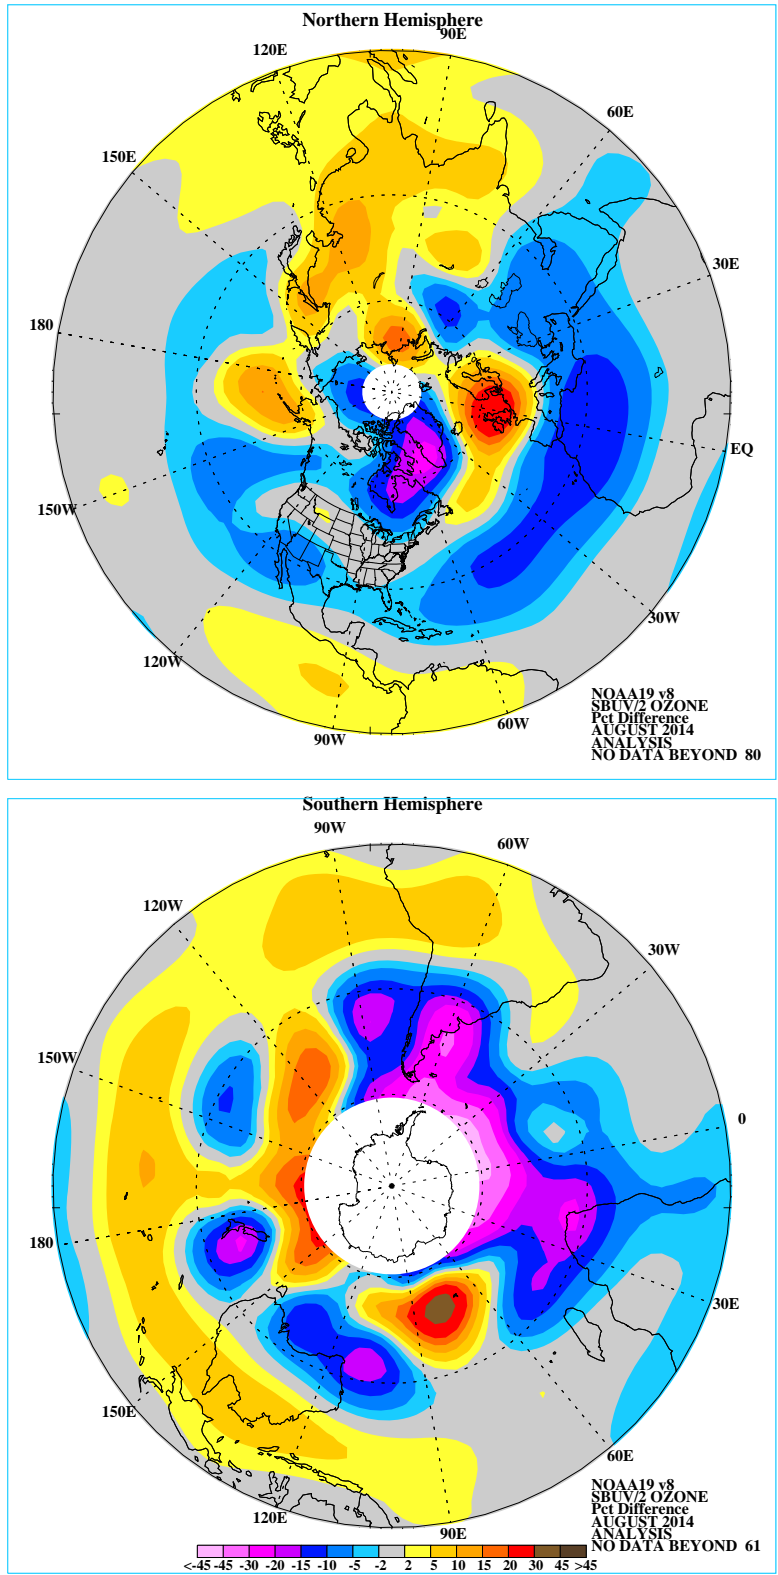 Northern Hemisphere
90E
120E
60E
150E
30E
180
EQ
150W
30W
120W
60W
90W
NOAA19 v8
SBUV/2 OZONE
Pct Difference
AUGUST 2014
ANALYSIS
NO DATA BEYOND 80
Southern Hemisphere
90W
60W
120W
30W
150W
0
180
30E
150E
60E
120E
90E
NOAA19 v8
SBUV/2 OZONE
Pct Difference
AUGUST 2014
ANALYSIS
NO DATA BEYOND 61
<-45 -45 -30 -20 -15 -10 -5 -2 2 5 10 15 20 30 45 >45